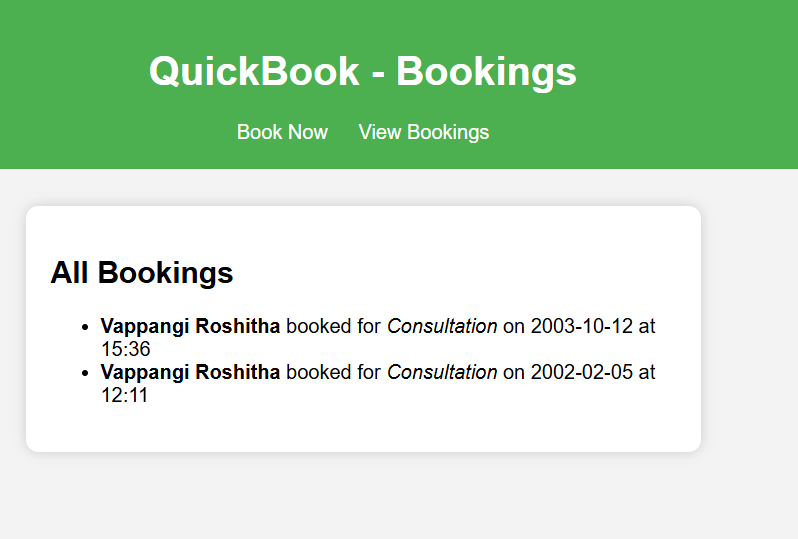 QuickBook - Bookings
Book Now View Bookings
All Bookings
• Vappangi Roshitha booked for Consultation on 2003-10-12 at
15:36
• Vappangi Roshitha booked for Consultation on 2002-02-05 at
12:11